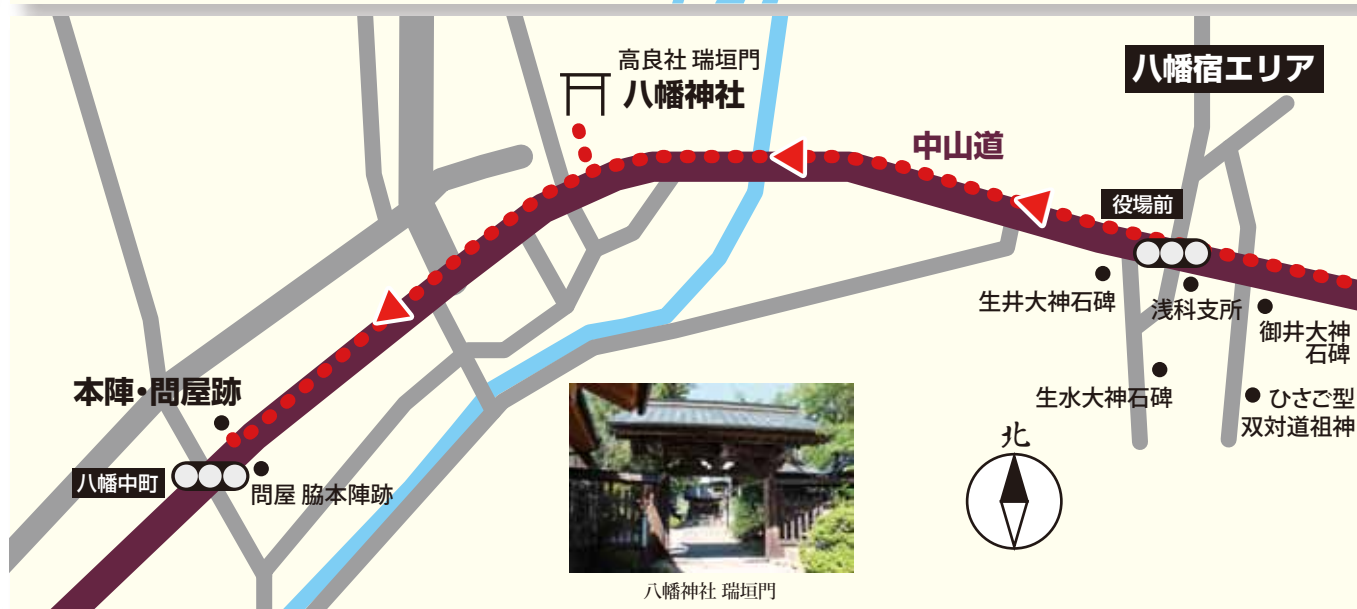 高良社 瑞垣門
八幡神社
八幡宿エリア
中山道
役場前
生井大神石碑
浅科支所
御井大神
石碑
生水大神石碑
ひさご型
双対道祖神
本陣・問屋跡
八幡中町
問屋 脇本陣跡
北
八幡神社 瑞垣門